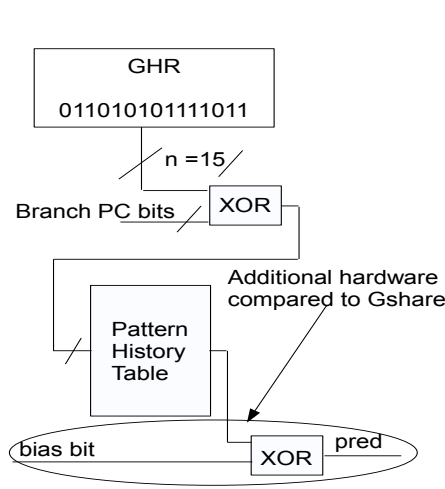 GHR
011010101111011
n =15
Branch PC bits
XOR
Additional hardware
compared to Gshare
Pattern
History
Table
bias bit
XOR
pred